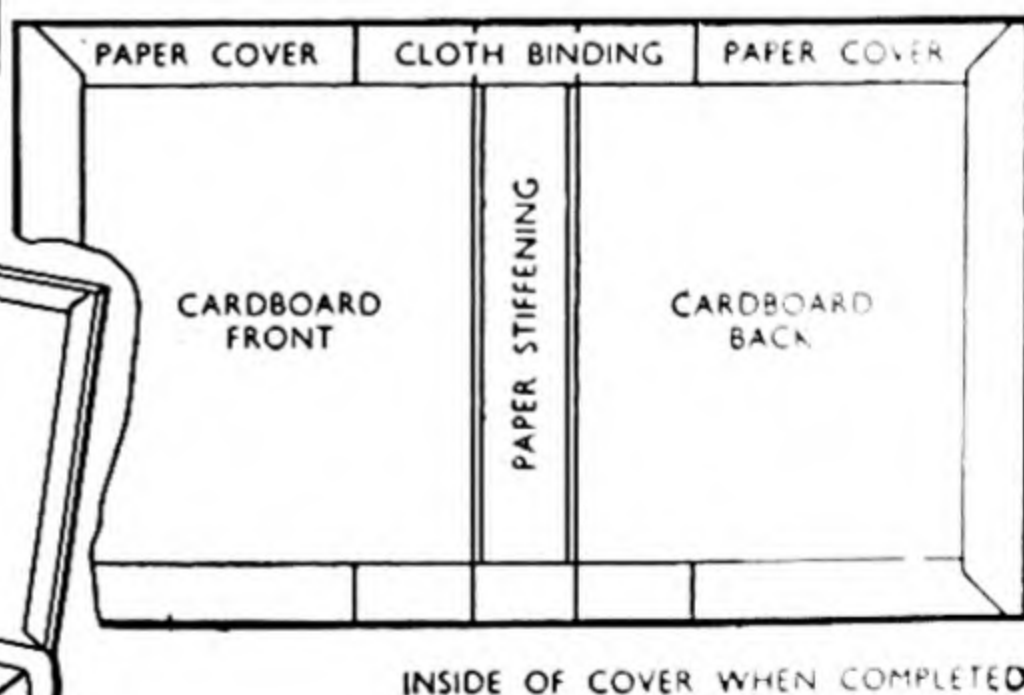 PAPER COVER CLOTH BINDING PAPER COVER
CARDBOARD
FRONT
PAPER STIFFENING
CARDBOARD
BACK
INSIDE OF COVER WHEN COMPLETED